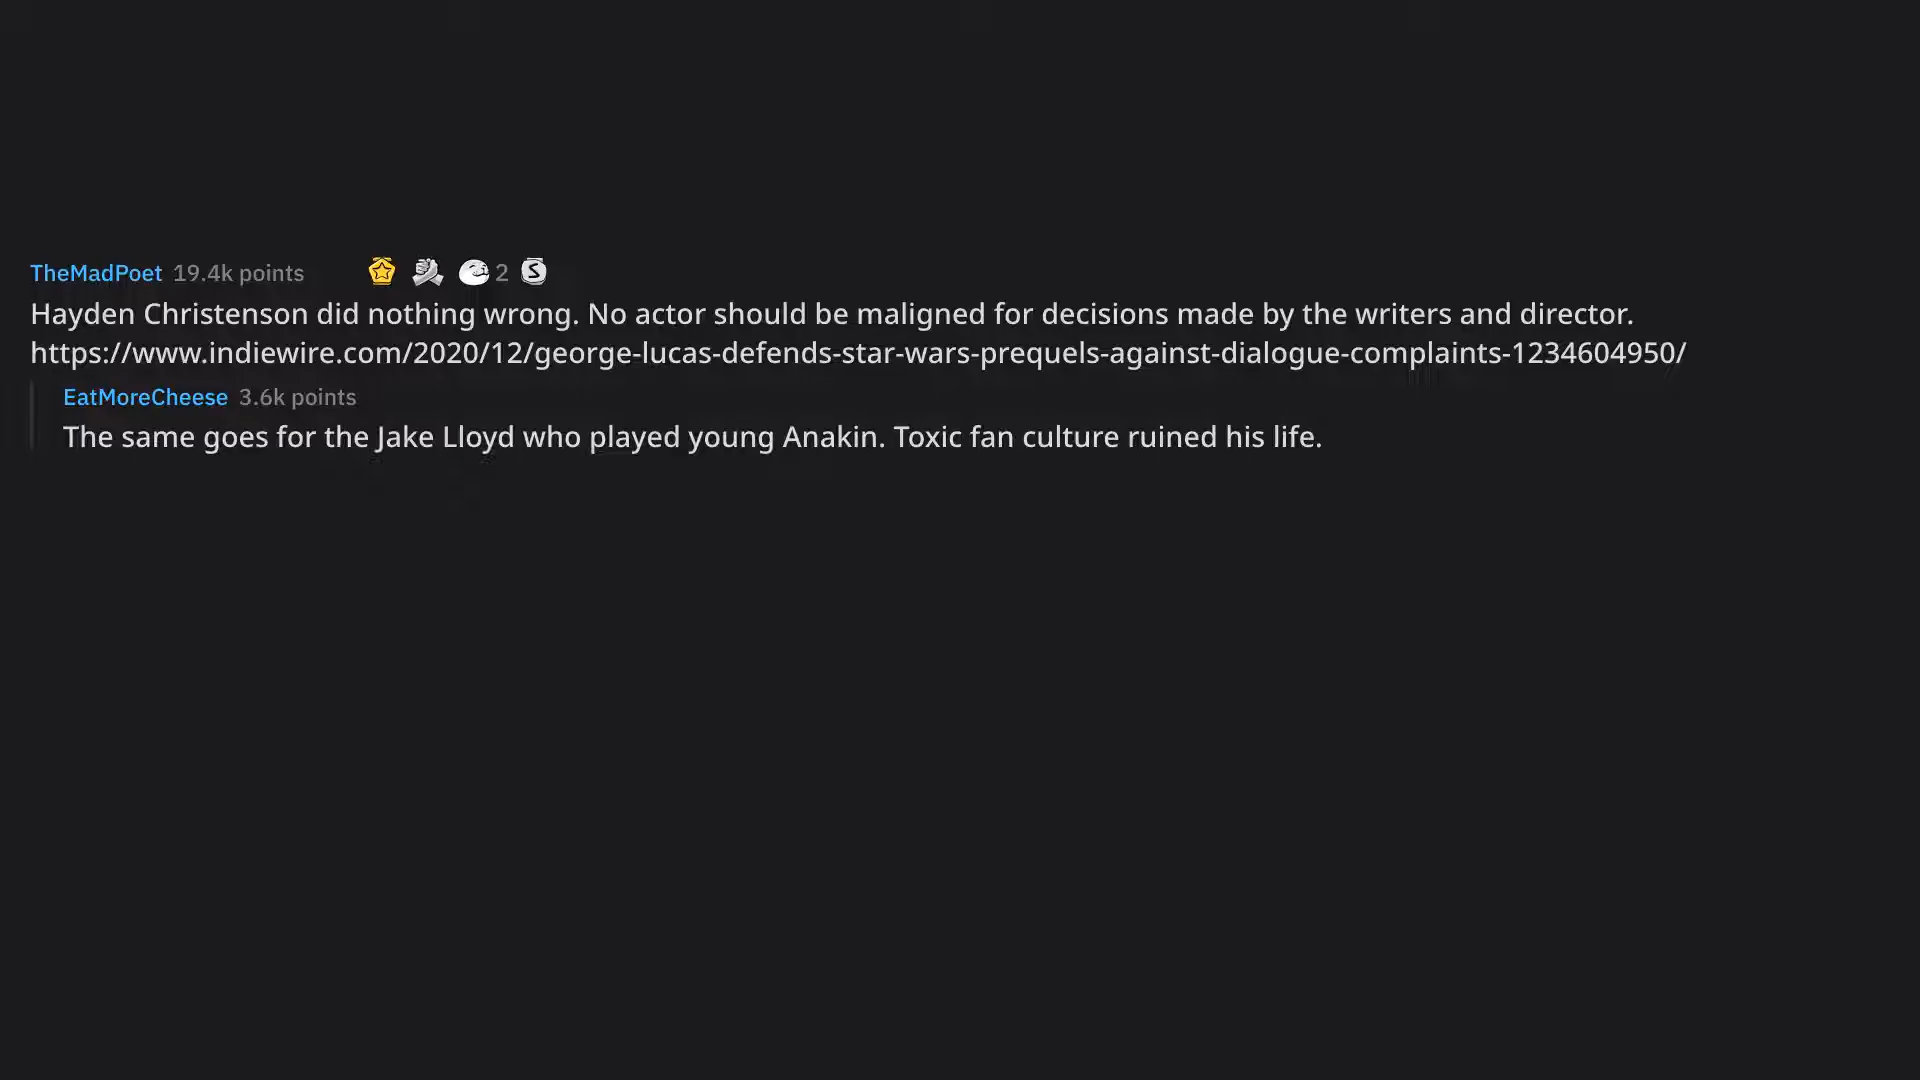 TheMadPoet 19.4k points 2 S
Hayden Christenson did nothing wrong. No actor should be maligned for decisions made by the writers and director.
https://www.indiewire.com/2020/12/george-lucas-defends-star-wars-prequels-against-dialogue-complaints-1234604950/
EatMoreCheese 3.6k points
The same goes for the Jake Lloyd who played young Anakin. Toxic fan culture ruined his life.